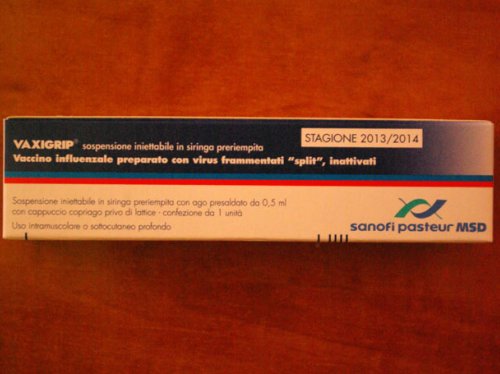 VAXIGRIP® sospensione iniettabile in siringa preriempita
STAGIONE 2013/2014
Vaccino influenzale preparato con virus frammentati "split", inattivati
Sospensione iniettabile in siringa preriempita con ago presaldato da 0,5 ml
con cappuccio copriago privo di lattice - confezione da 1 unità
Uso intramuscolare o sottocutaneo profondo
sanofi pasteur MSD